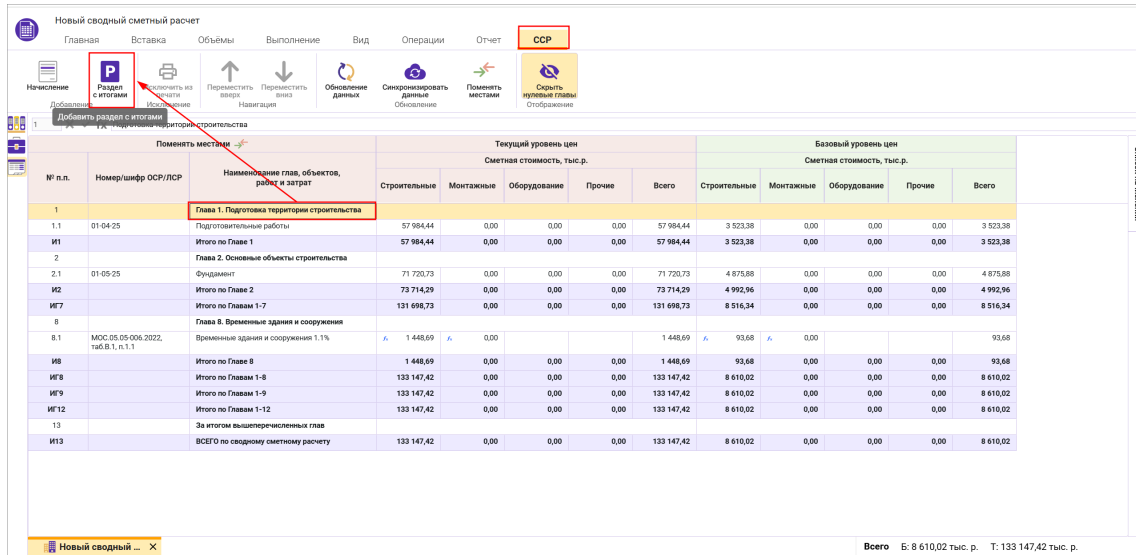 Новый сводный сметный расчет
Главная Вставка Объёмы Выполнение Вид Операции Отчет ССР
Начисление Раздел с итогами Исключить из печати Переместить вверх Переместить вниз Обновление данных Синхронизировать данные Поменять местами Скрыть нулевые главы
Добавление Исключение Навигация Обновление Отображение
Добавить раздел с итогами
1 fx Подготовка территории строительства
Поменять местами Текущий уровень цен Базовый уровень цен
Сметная стоимость, тыс.р. Сметная стоимость, тыс.р.
№ п.п. Номер/шифр ОСР/ЛСР Наименование глав, объектов, работ и затрат Строительные Монтажные Оборудование Прочие Всего Строительные Монтажные Оборудование Прочие Всего
1 Глава 1. Подготовка территории строительства
1.1 01-04-25 Подготовительные работы 57 984,44 0,00 0,00 0,00 57 984,44 3 523,38 0,00 0,00 0,00 3 523,38
И1 Итого по Главе 1 57 984,44 0,00 0,00 0,00 57 984,44 3 523,38 0,00 0,00 0,00 3 523,38
2 Глава 2. Основные объекты строительства
2.1 01-05-25 Фундамент 71 720,73 0,00 0,00 0,00 71 720,73 4 875,88 0,00 0,00 0,00 4 875,88
И2 Итого по Главе 2 73 714,29 0,00 0,00 0,00 73 714,29 4 992,96 0,00 0,00 0,00 4 992,96
ИГ7 Итого по Главам 1-7 131 698,73 0,00 0,00 0,00 131 698,73 8 516,34 0,00 0,00 0,00 8 516,34
8 Глава 8. Временные здания и сооружения
8.1 МОС.05.05-006.2022, таб.В.1, п.1.1 Временные здания и сооружения 1.1% fx 1 448,69 fx 0,00 1 448,69 fx 93,68 fx 0,00 93,68
И8 Итого по Главе 8 1 448,69 0,00 0,00 0,00 1 448,69 93,68 0,00 0,00 0,00 93,68
ИГ8 Итого по Главам 1-8 133 147,42 0,00 0,00 0,00 133 147,42 8 610,02 0,00 0,00 0,00 8 610,02
ИГ9 Итого по Главам 1-9 133 147,42 0,00 0,00 0,00 133 147,42 8 610,02 0,00 0,00 0,00 8 610,02
ИГ12 Итого по Главам 1-12 133 147,42 0,00 0,00 0,00 133 147,42 8 610,02 0,00 0,00 0,00 8 610,02
13 За итогом вышеперечисленных глав
И13 ВСЕГО по сводному сметному расчету 133 147,42 0,00 0,00 0,00 133 147,42 8 610,02 0,00 0,00 0,00 8 610,02
Новый сводный ... X Всего Б: 8 610,02 тыс. р. Т: 133 147,42 тыс. р.